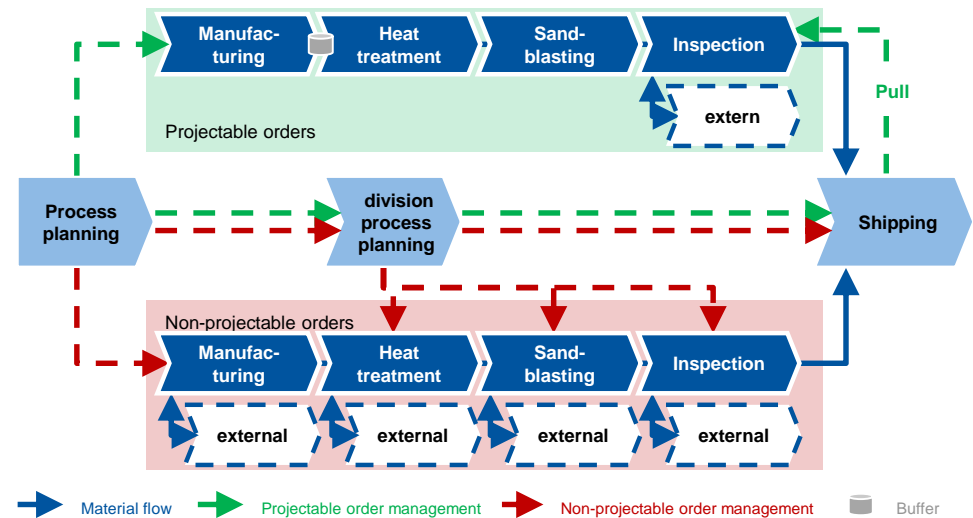 Manufac-
turing
Heat
treatment
Sand-
blasting
Inspection
Pull
extern
Projectable orders
Process
planning
division
process
planning
Shipping
Non-projectable orders
Manufac-
turing
Heat
treatment
Sand-
blasting
Inspection
external
external
external
external
Material flow
Projectable order management
Non-projectable order management
Buffer